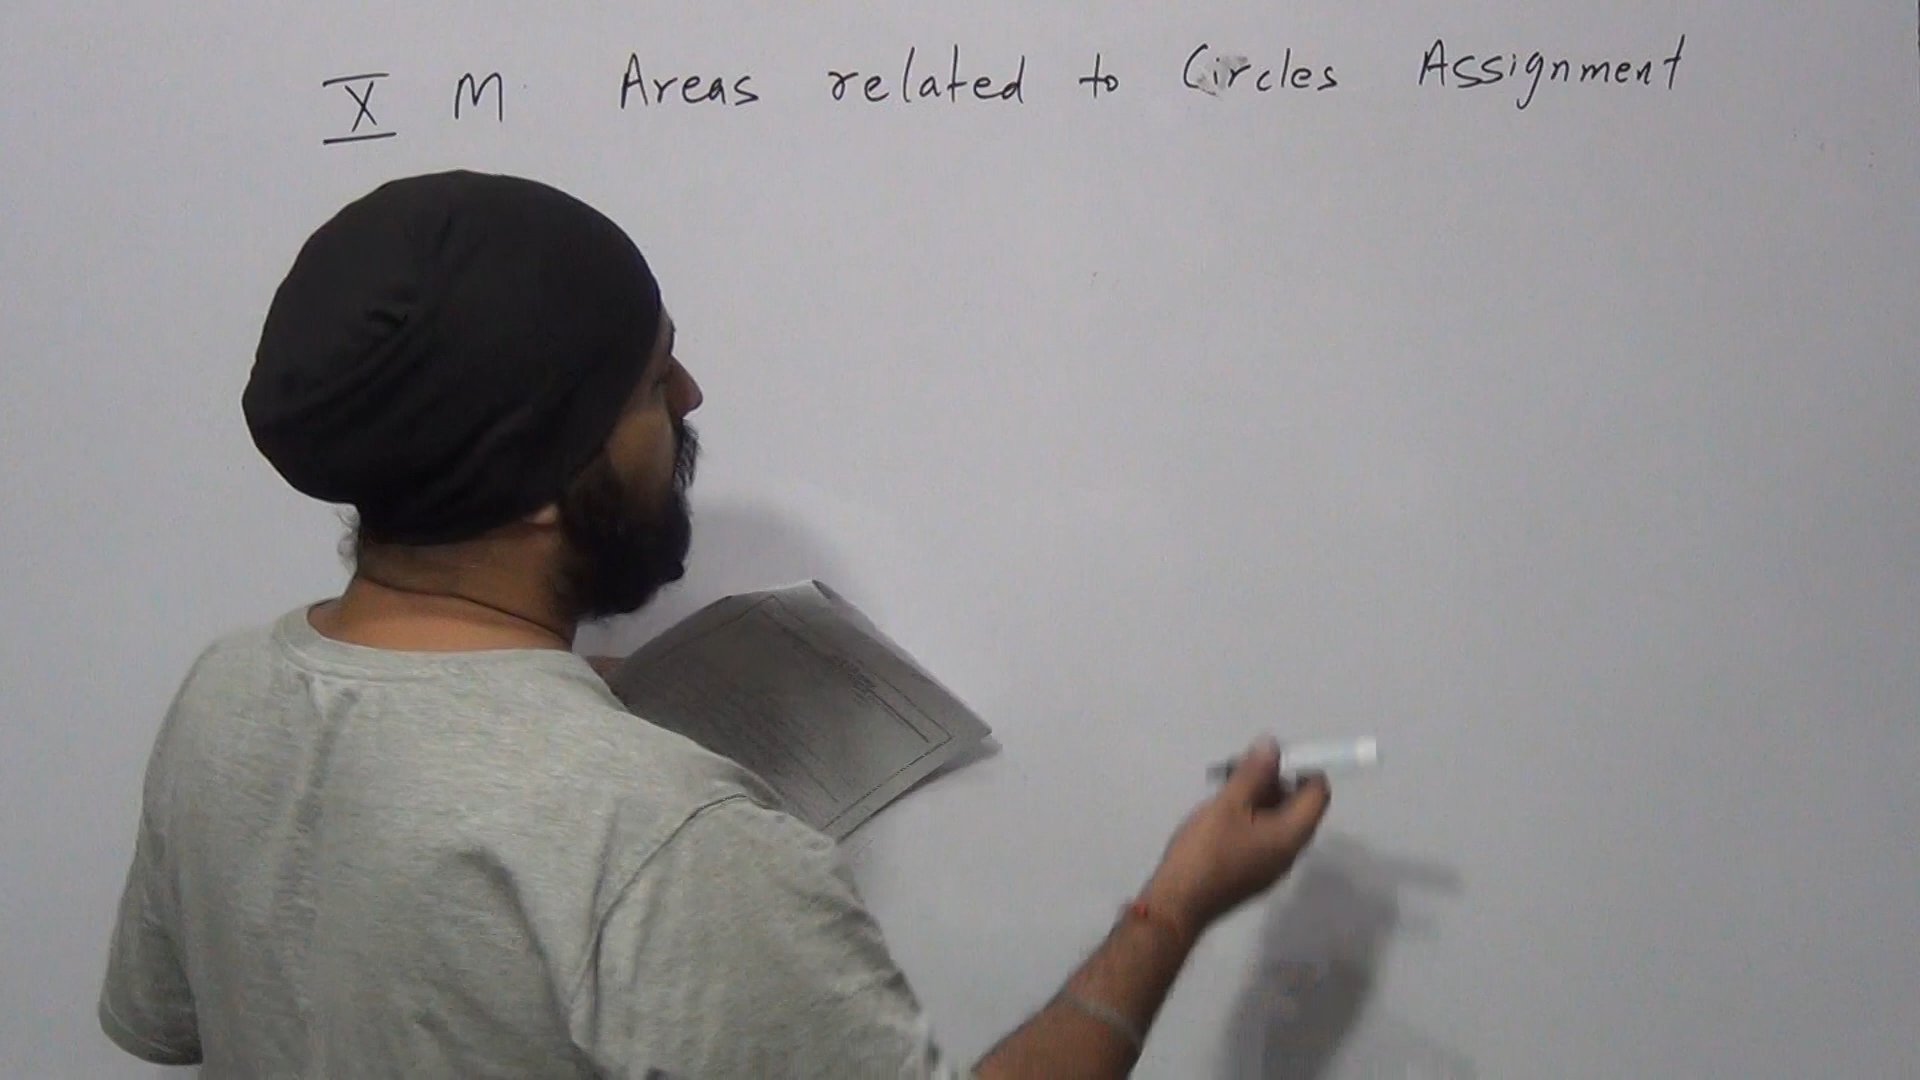 X M Areas related to Circles Assignment